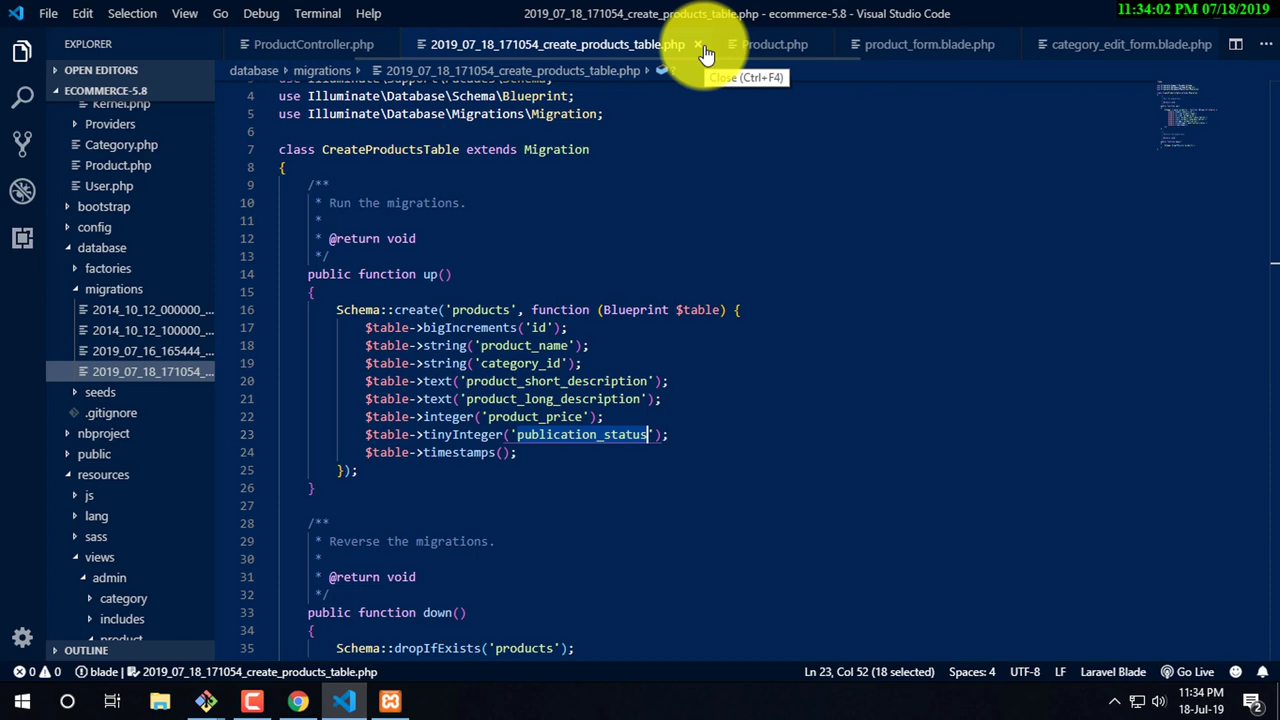 File Edit Selection View Go Debug Terminal Help
2019_07_18_171054_create_products_table.php - ecommerce-5.8 - Visual Studio Code
11:34:02 PM 07/18/2019
EXPLORER
ProductController.php
2019_07_18_171054_create_products_table.php
Product.php
product_form.blade.php
category_edit_form.blade.php
OPEN EDITORS
database › migrations › 2019_07_18_171054_create_products_table.php
Close (Ctrl+F4)
ECOMMERCE-5.8
Kernel.php
Providers
Category.php
Product.php
User.php
bootstrap
config
database
factories
migrations
2014_10_12_000000_...
2014_10_12_100000_...
2019_07_16_165444_...
2019_07_18_171054_...
seeds
.gitignore
nbproject
public
resources
js
lang
sass
views
admin
category
includes
product
OUTLINE
4 use Illuminate\Database\Schema\Blueprint;
5 use Illuminate\Database\Migrations\Migration;
6
7 class CreateProductsTable extends Migration
8 {
9 /**
10 * Run the migrations.
11 *
12 * @return void
13 */
14 public function up()
15 {
16 Schema::create('products', function (Blueprint $table) {
17 $table->bigIncrements('id');
18 $table->string('product_name');
19 $table->string('category_id');
20 $table->text('product_short_description');
21 $table->text('product_long_description');
22 $table->integer('product_price');
23 $table->tinyInteger('publication_status');
24 $table->timestamps();
25 });
26 }
27
28 /**
29 * Reverse the migrations.
30 *
31 * @return void
32 */
33 public function down()
34 {
35 Schema::dropIfExists('products');
0 0 blade | 2019_07_18_171054_create_products_table.php
Ln 23, Col 52 (18 selected) Spaces: 4 UTF-8 LF Laravel Blade Go Live
11:34 PM
18-Jul-19
2